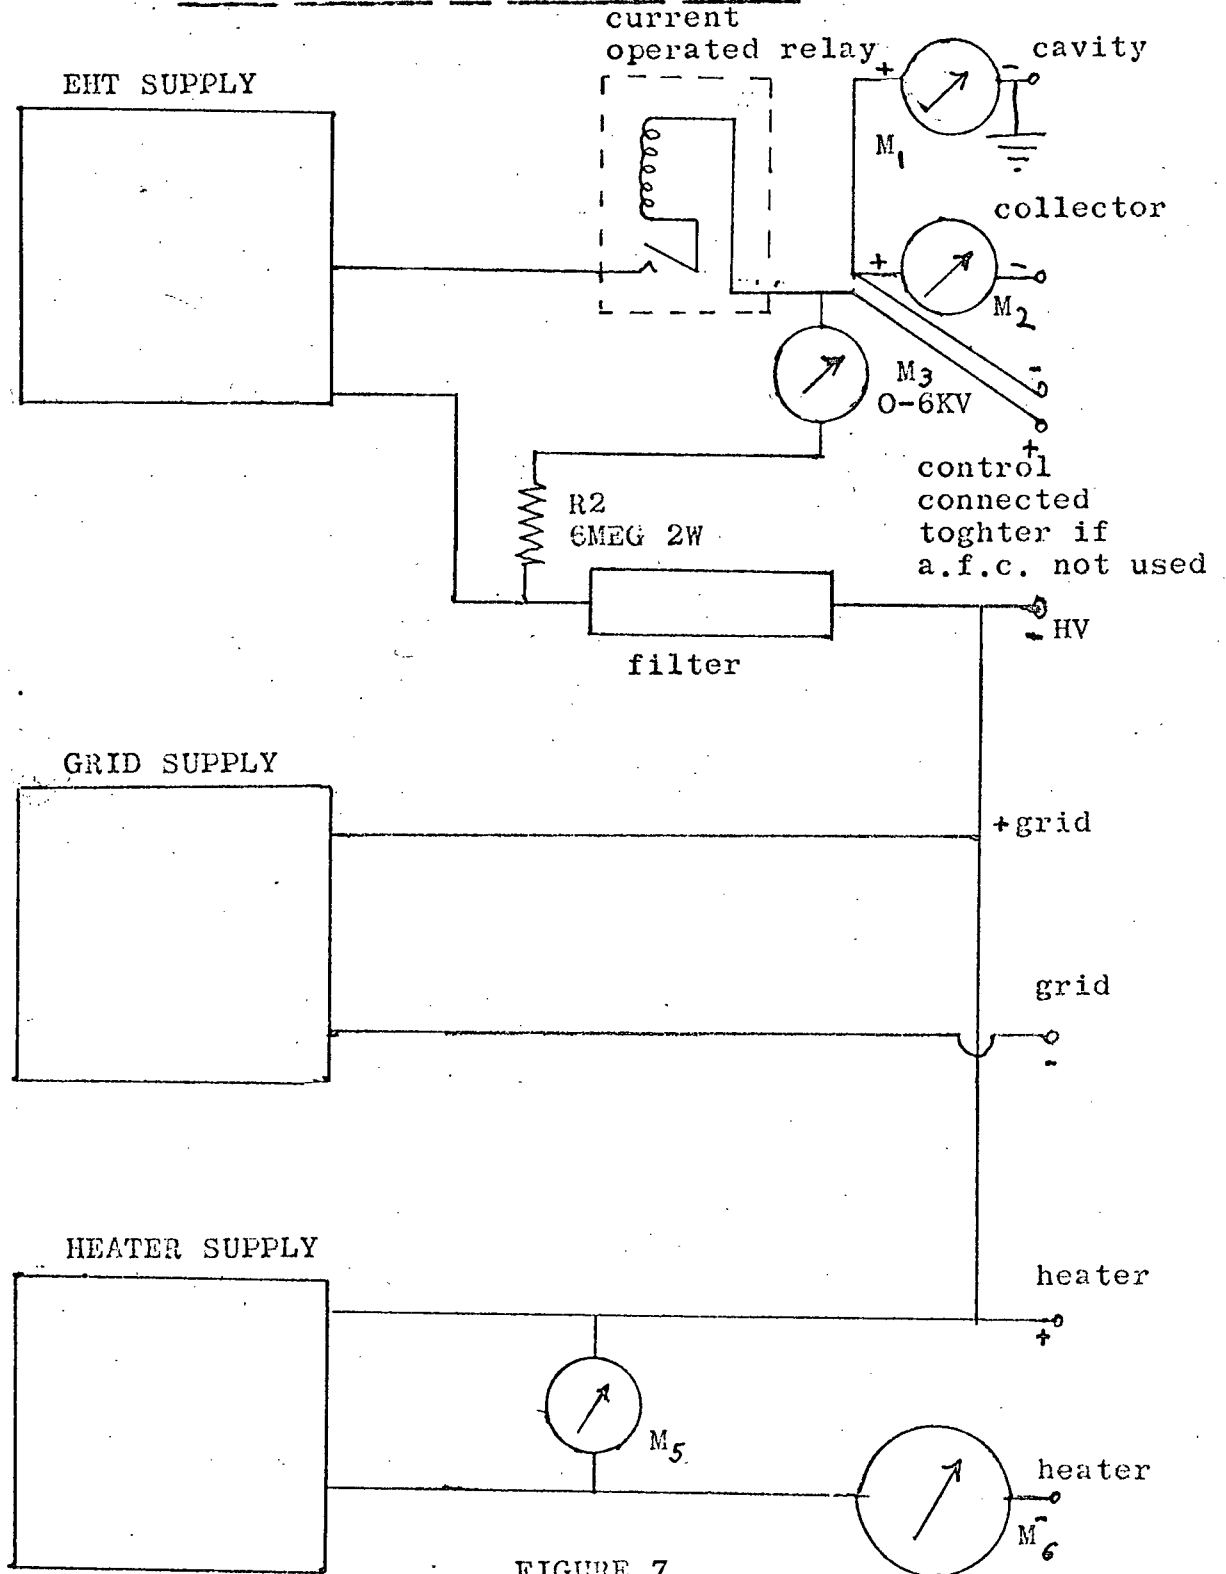 current
operated relay
EHT SUPPLY
+
-
cavity
M1
collector
+
-
M2
M3
0-6KV
-
+
control
connected
toghter if
a.f.c. not used
R2
6MEG 2W
filter
- HV
GRID SUPPLY
+grid
grid
-
HEATER SUPPLY
heater
+
M5
heater
-
M6
FIGURE 7